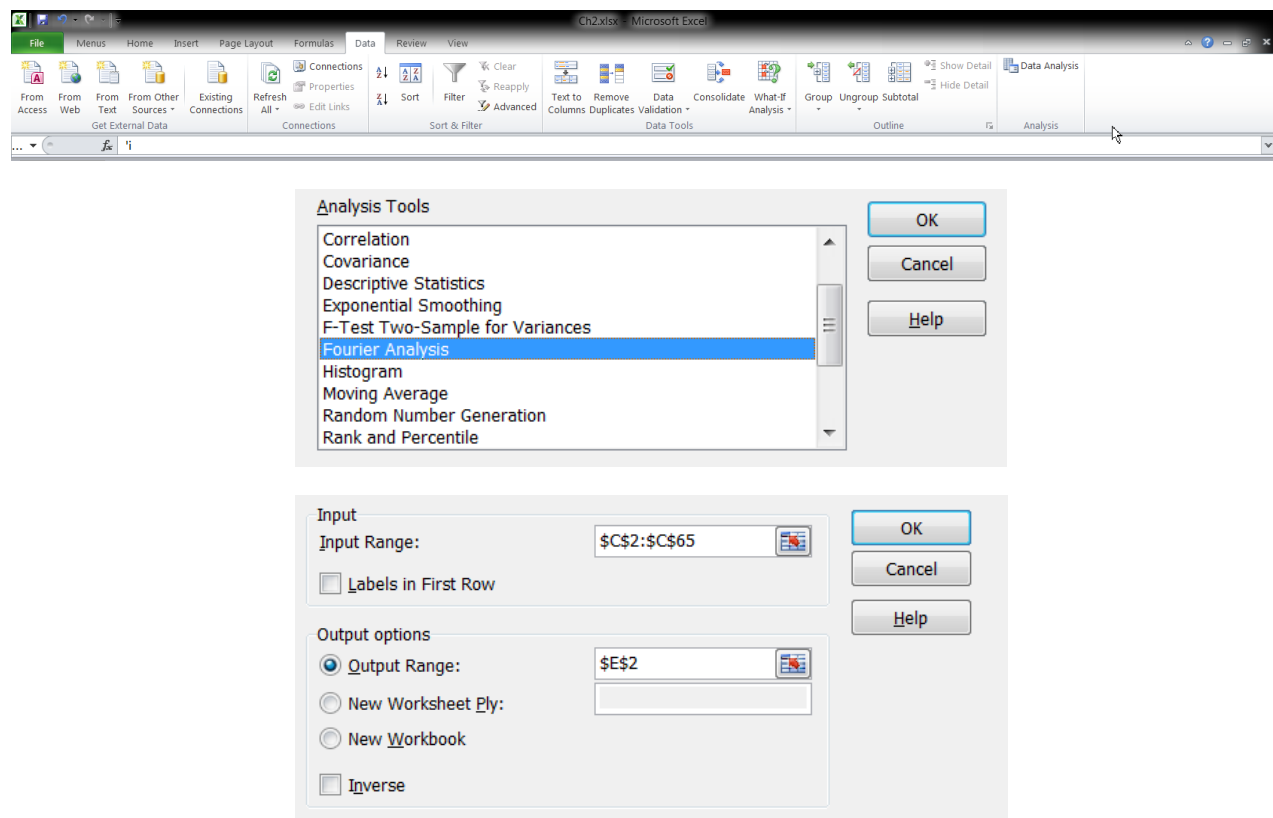 Ch2.xlsx - Microsoft Excel
File Menus Home Insert Page Layout Formulas Data Review View
From Access
From Web
From Text
From Other Sources
Existing Connections
Get External Data
Refresh All
Connections
Properties
Edit Links
Connections
Sort
Filter
Clear
Reapply
Advanced
Sort & Filter
Text to Columns
Remove Duplicates
Data Validation
Consolidate
What-If Analysis
Data Tools
Group
Ungroup
Subtotal
Show Detail
Hide Detail
Outline
Data Analysis
Analysis
... fx 'i
Analysis Tools
Correlation
Covariance
Descriptive Statistics
Exponential Smoothing
F-Test Two-Sample for Variances
Fourier Analysis
Histogram
Moving Average
Random Number Generation
Rank and Percentile
OK
Cancel
Help
Input
Input Range: $C$2:$C$65
Labels in First Row
Output options
Output Range: $E$2
New Worksheet Ply:
New Workbook
Inverse
OK
Cancel
Help